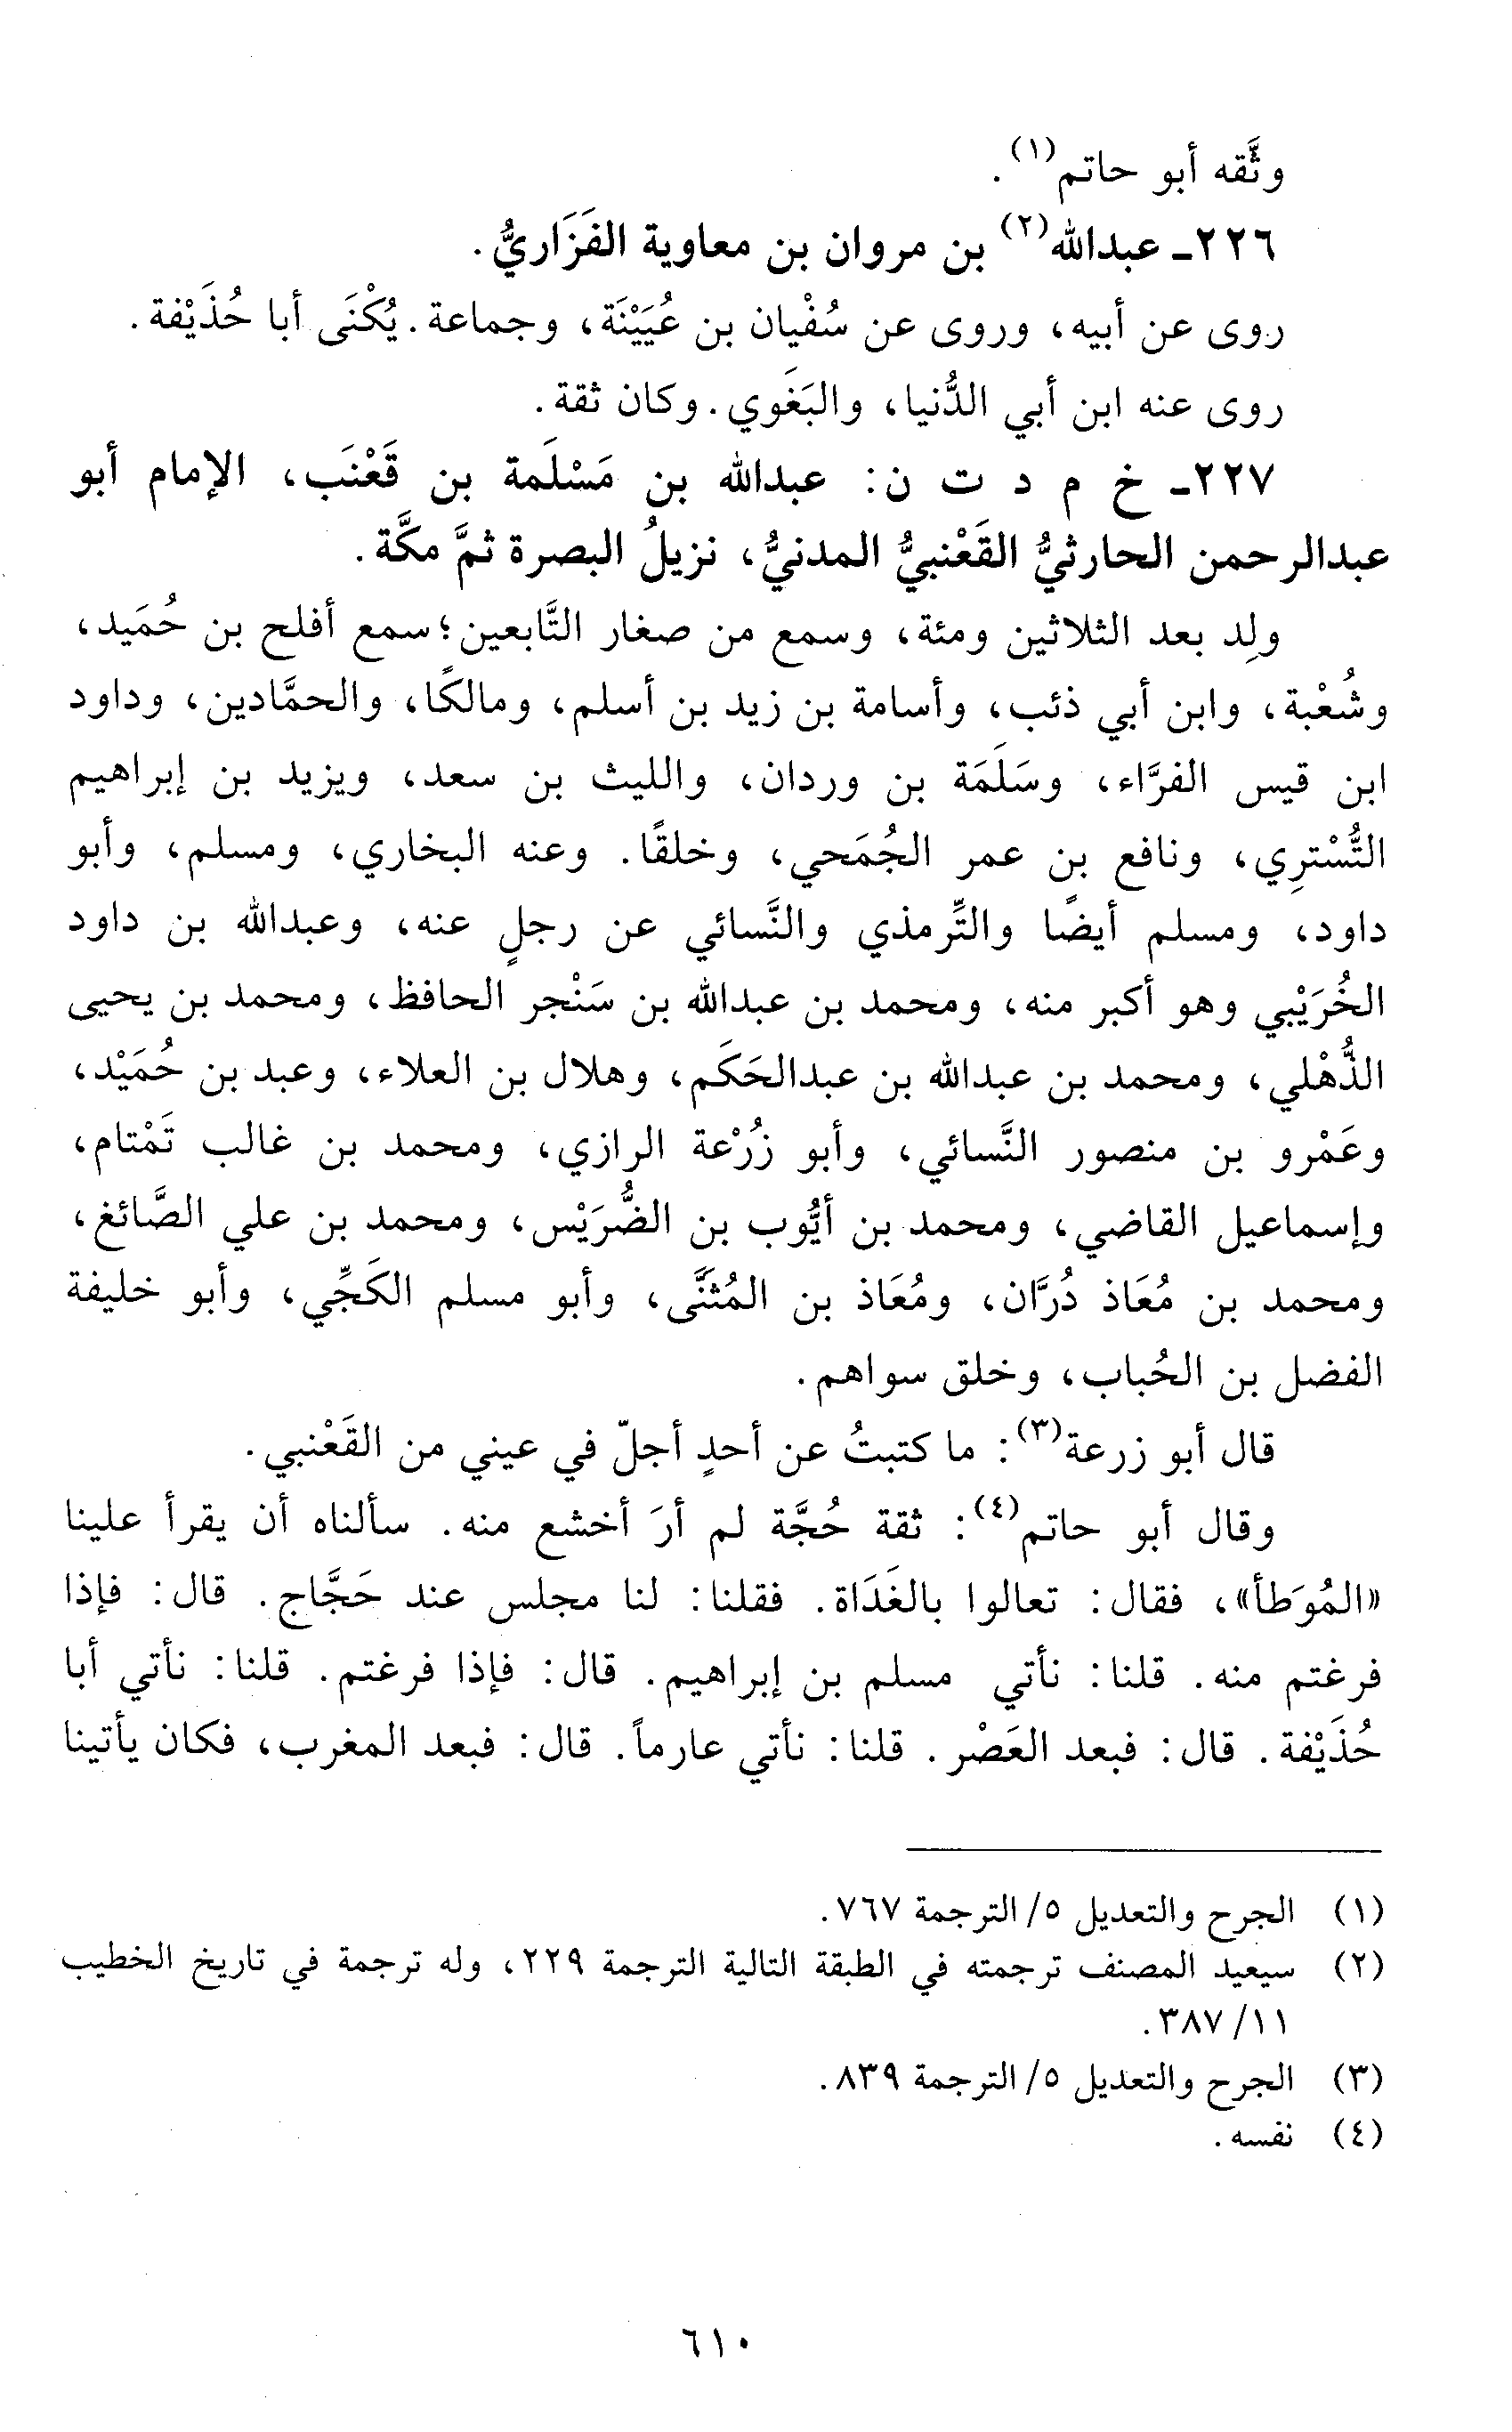 وثَّقه أبو حاتم(١).
٢٢٦ـ عبدالله(٢) بن مروان بن معاوية الفَزَاريُّ.
روى عن أبيه، وروى عن سُفْيان بن عُيَيْنَة، وجماعة. يُكْنَى أبا حُذَيْفة.
روى عنه ابن أبي الدُّنيا، والبَغَوي. وكان ثقة.
٢٢٧ـ خ م د ت ن: عبدالله بن مَسْلَمة بن قَعْنَب، الإمام أبو
عبدالرحمن الحارثيُّ القَعْنبيُّ المدنيُّ، نزيلُ البصرة ثمَّ مكَّة.
ولِد بعد الثلاثين ومئة، وسمع من صغار التَّابعين؛ سمع أفلح بن حُمَيد،
وشُعْبة، وابن أبي ذئب، وأسامة بن زيد بن أسلم، ومالكًا، والحمَّادين، وداود
ابن قيس الفرَّاء، وسَلَمَة بن وردان، والليث بن سعد، ويزيد بن إبراهيم
التُّسْترِي، ونافع بن عمر الجُمَحي، وخلقًا. وعنه البخاري، ومسلم، وأبو
داود، ومسلم أيضًا والتِّرمذي والنَّسائي عن رجلٍ عنه، وعبدالله بن داود
الخُرَيْبي وهو أكبر منه، ومحمد بن عبدالله بن سَنْجر الحافظ، ومحمد بن يحيى
الذُّهْلي، ومحمد بن عبدالله بن عبدالحَكَم، وهلال بن العلاء، وعبد بن حُمَيْد،
وعَمْرو بن منصور النَّسائي، وأبو زُرْعة الرازي، ومحمد بن غالب تَمْتام،
وإسماعيل القاضي، ومحمد بن أيُّوب بن الضُّرَيْس، ومحمد بن علي الصَّائغ،
ومحمد بن مُعَاذ دُرَّان، ومُعَاذ بن المُثَنَّى، وأبو مسلم الكَجِّي، وأبو خليفة
الفضل بن الحُباب، وخلق سواهم.
قال أبو زرعة(٣): ما كتبتُ عن أحدٍ أجلّ في عيني من القَعْنبي.
وقال أبو حاتم(٤): ثقة حُجَّة لم أرَ أخشع منه. سألناه أن يقرأ علينا
«المُوَطأ»، فقال: تعالوا بالغَدَاة. فقلنا: لنا مجلس عند حَجَّاج. قال: فإذا
فرغتم منه. قلنا: نأتي مسلم بن إبراهيم. قال: فإذا فرغتم. قلنا: نأتي أبا
حُذَيْفة. قال: فبعد العَصْر. قلنا: نأتي عارماً. قال: فبعد المغرب، فكان يأتينا
(١) الجرح والتعديل ٥/ الترجمة ٧٦٧.
(٢) سيعيد المصنف ترجمته في الطبقة التالية الترجمة ٢٢٩، وله ترجمة في تاريخ الخطيب
١١/ ٣٨٧.
(٣) الجرح والتعديل ٥/ الترجمة ٨٣٩.
(٤) نفسه.
٦١٠